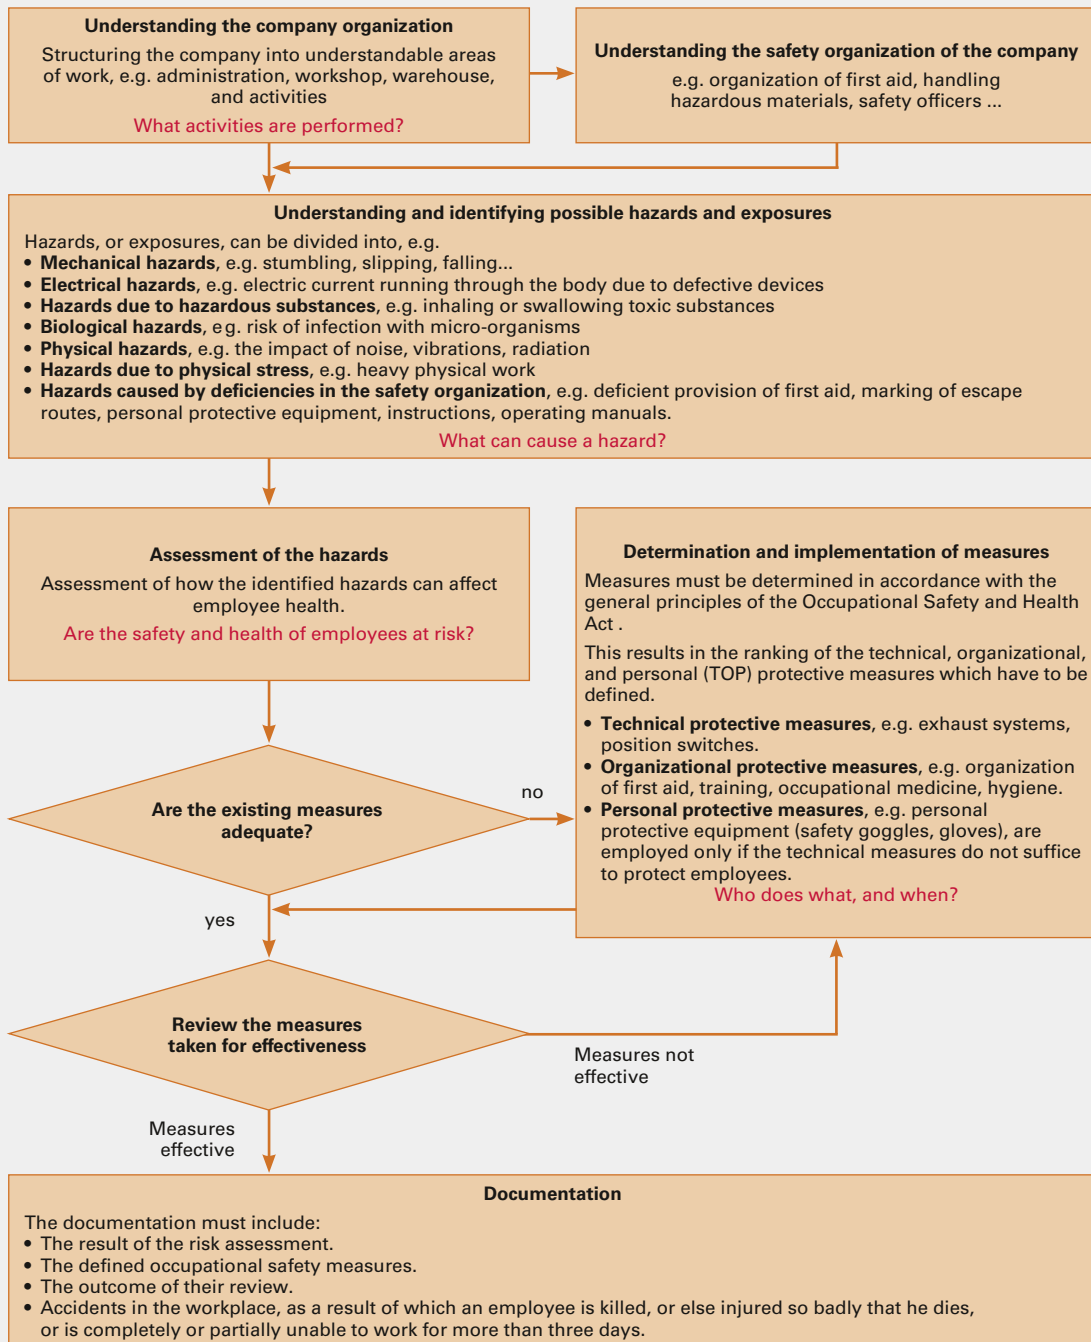 Understanding the company organization
Structuring the company into understandable areas
of work, e.g. administration, workshop, warehouse,
and activities
What activities are performed?
Understanding the safety organization of the company
e.g. organization of first aid, handling
hazardous materials, safety officers ...
Understanding and identifying possible hazards and exposures
Hazards, or exposures, can be divided into, e.g.
• Mechanical hazards, e.g. stumbling, slipping, falling...
• Electrical hazards, e.g. electric current running through the body due to defective devices
• Hazards due to hazardous substances, e.g. inhaling or swallowing toxic substances
• Biological hazards, e g. risk of infection with micro-organisms
• Physical hazards, e.g. the impact of noise, vibrations, radiation
• Hazards due to physical stress, e.g. heavy physical work
• Hazards caused by deficiencies in the safety organization, e.g. deficient provision of first aid, marking of escape
routes, personal protective equipment, instructions, operating manuals.
What can cause a hazard?
Assessment of the hazards
Assessment of how the identified hazards can affect
employee health.
Are the safety and health of employees at risk?
Determination and implementation of measures
Measures must be determined in accordance with the
general principles of the Occupational Safety and Health
Act .
This results in the ranking of the technical, organizational,
and personal (TOP) protective measures which have to be
defined.
• Technical protective measures, e.g. exhaust systems,
position switches.
• Organizational protective measures, e.g. organization
of first aid, training, occupational medicine, hygiene.
• Personal protective measures, e.g. personal
protective equipment (safety goggles, gloves), are
employed only if the technical measures do not suffice
to protect employees.
Who does what, and when?
Are the existing measures
adequate?
no
yes
Review the measures
taken for effectiveness
Measures not
effective
Measures
effective
Documentation
The documentation must include:
• The result of the risk assessment.
• The defined occupational safety measures.
• The outcome of their review.
• Accidents in the workplace, as a result of which an employee is killed, or else injured so badly that he dies,
or is completely or partially unable to work for more than three days.